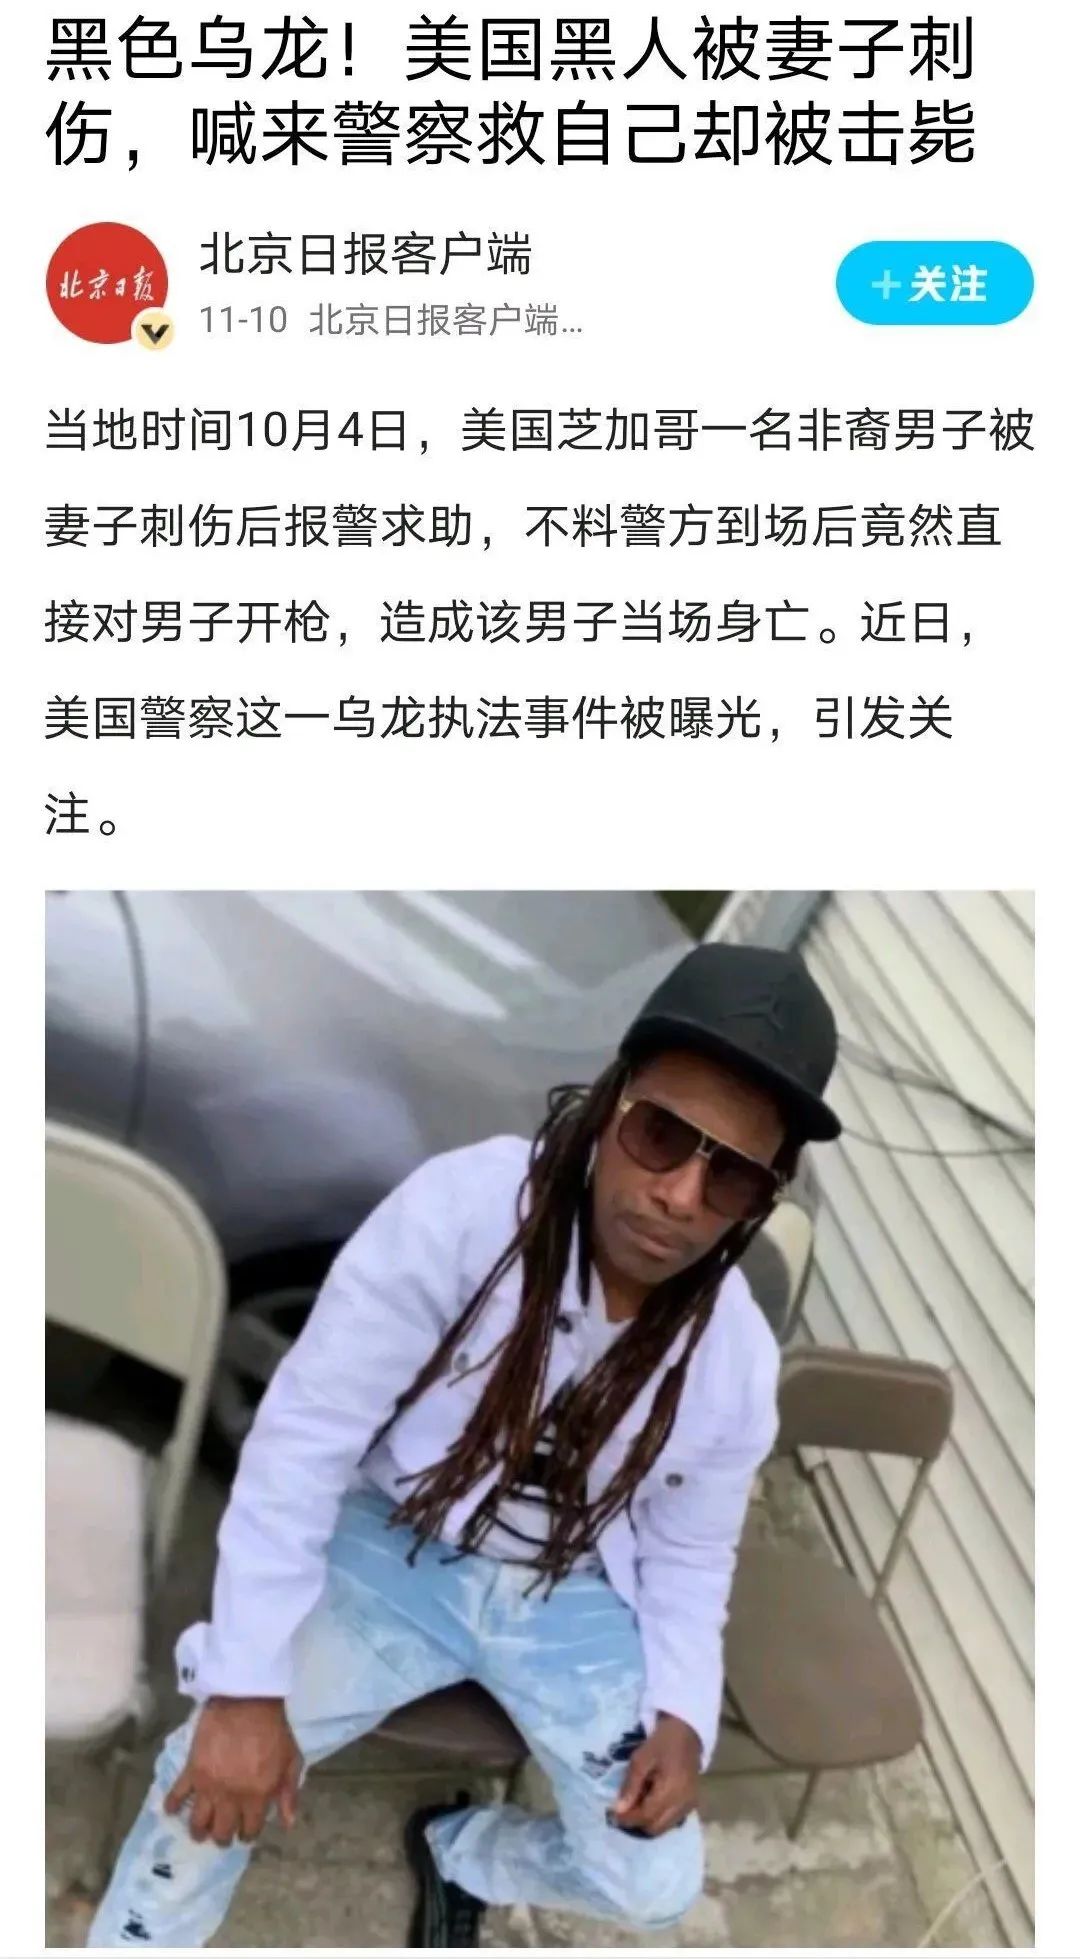 黑色乌龙！美国黑人被妻子刺
伤，喊来警察救自己却被击毙
北京日报
北京日报客户端
11-10 北京日报客户端...
+关注
当地时间10月4日，美国芝加哥一名非裔男子被
妻子刺伤后报警求助，不料警方到场后竟然直
接对男子开枪，造成该男子当场身亡。近日，
美国警察这一乌龙执法事件被曝光，引发关
注。